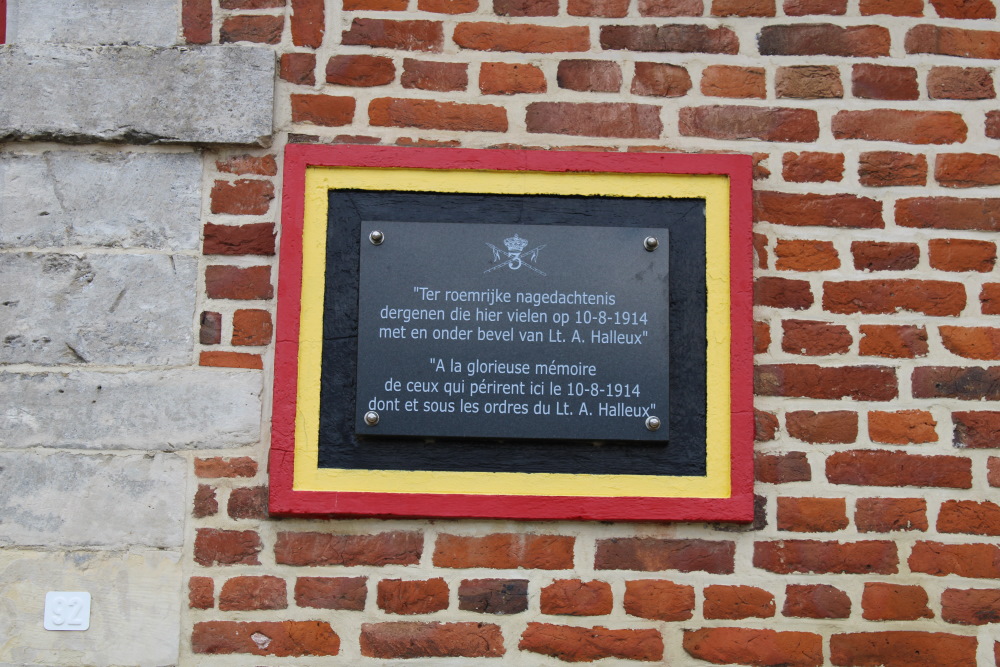 3
"Ter roemrijke nagedachtenis
dergenen die hier vielen op 10-8-1914
met en onder bevel van Lt. A. Halleux"
"A la glorieuse mémoire
de ceux qui périrent ici le 10-8-1914
dont et sous les ordres du Lt. A. Halleux"
92